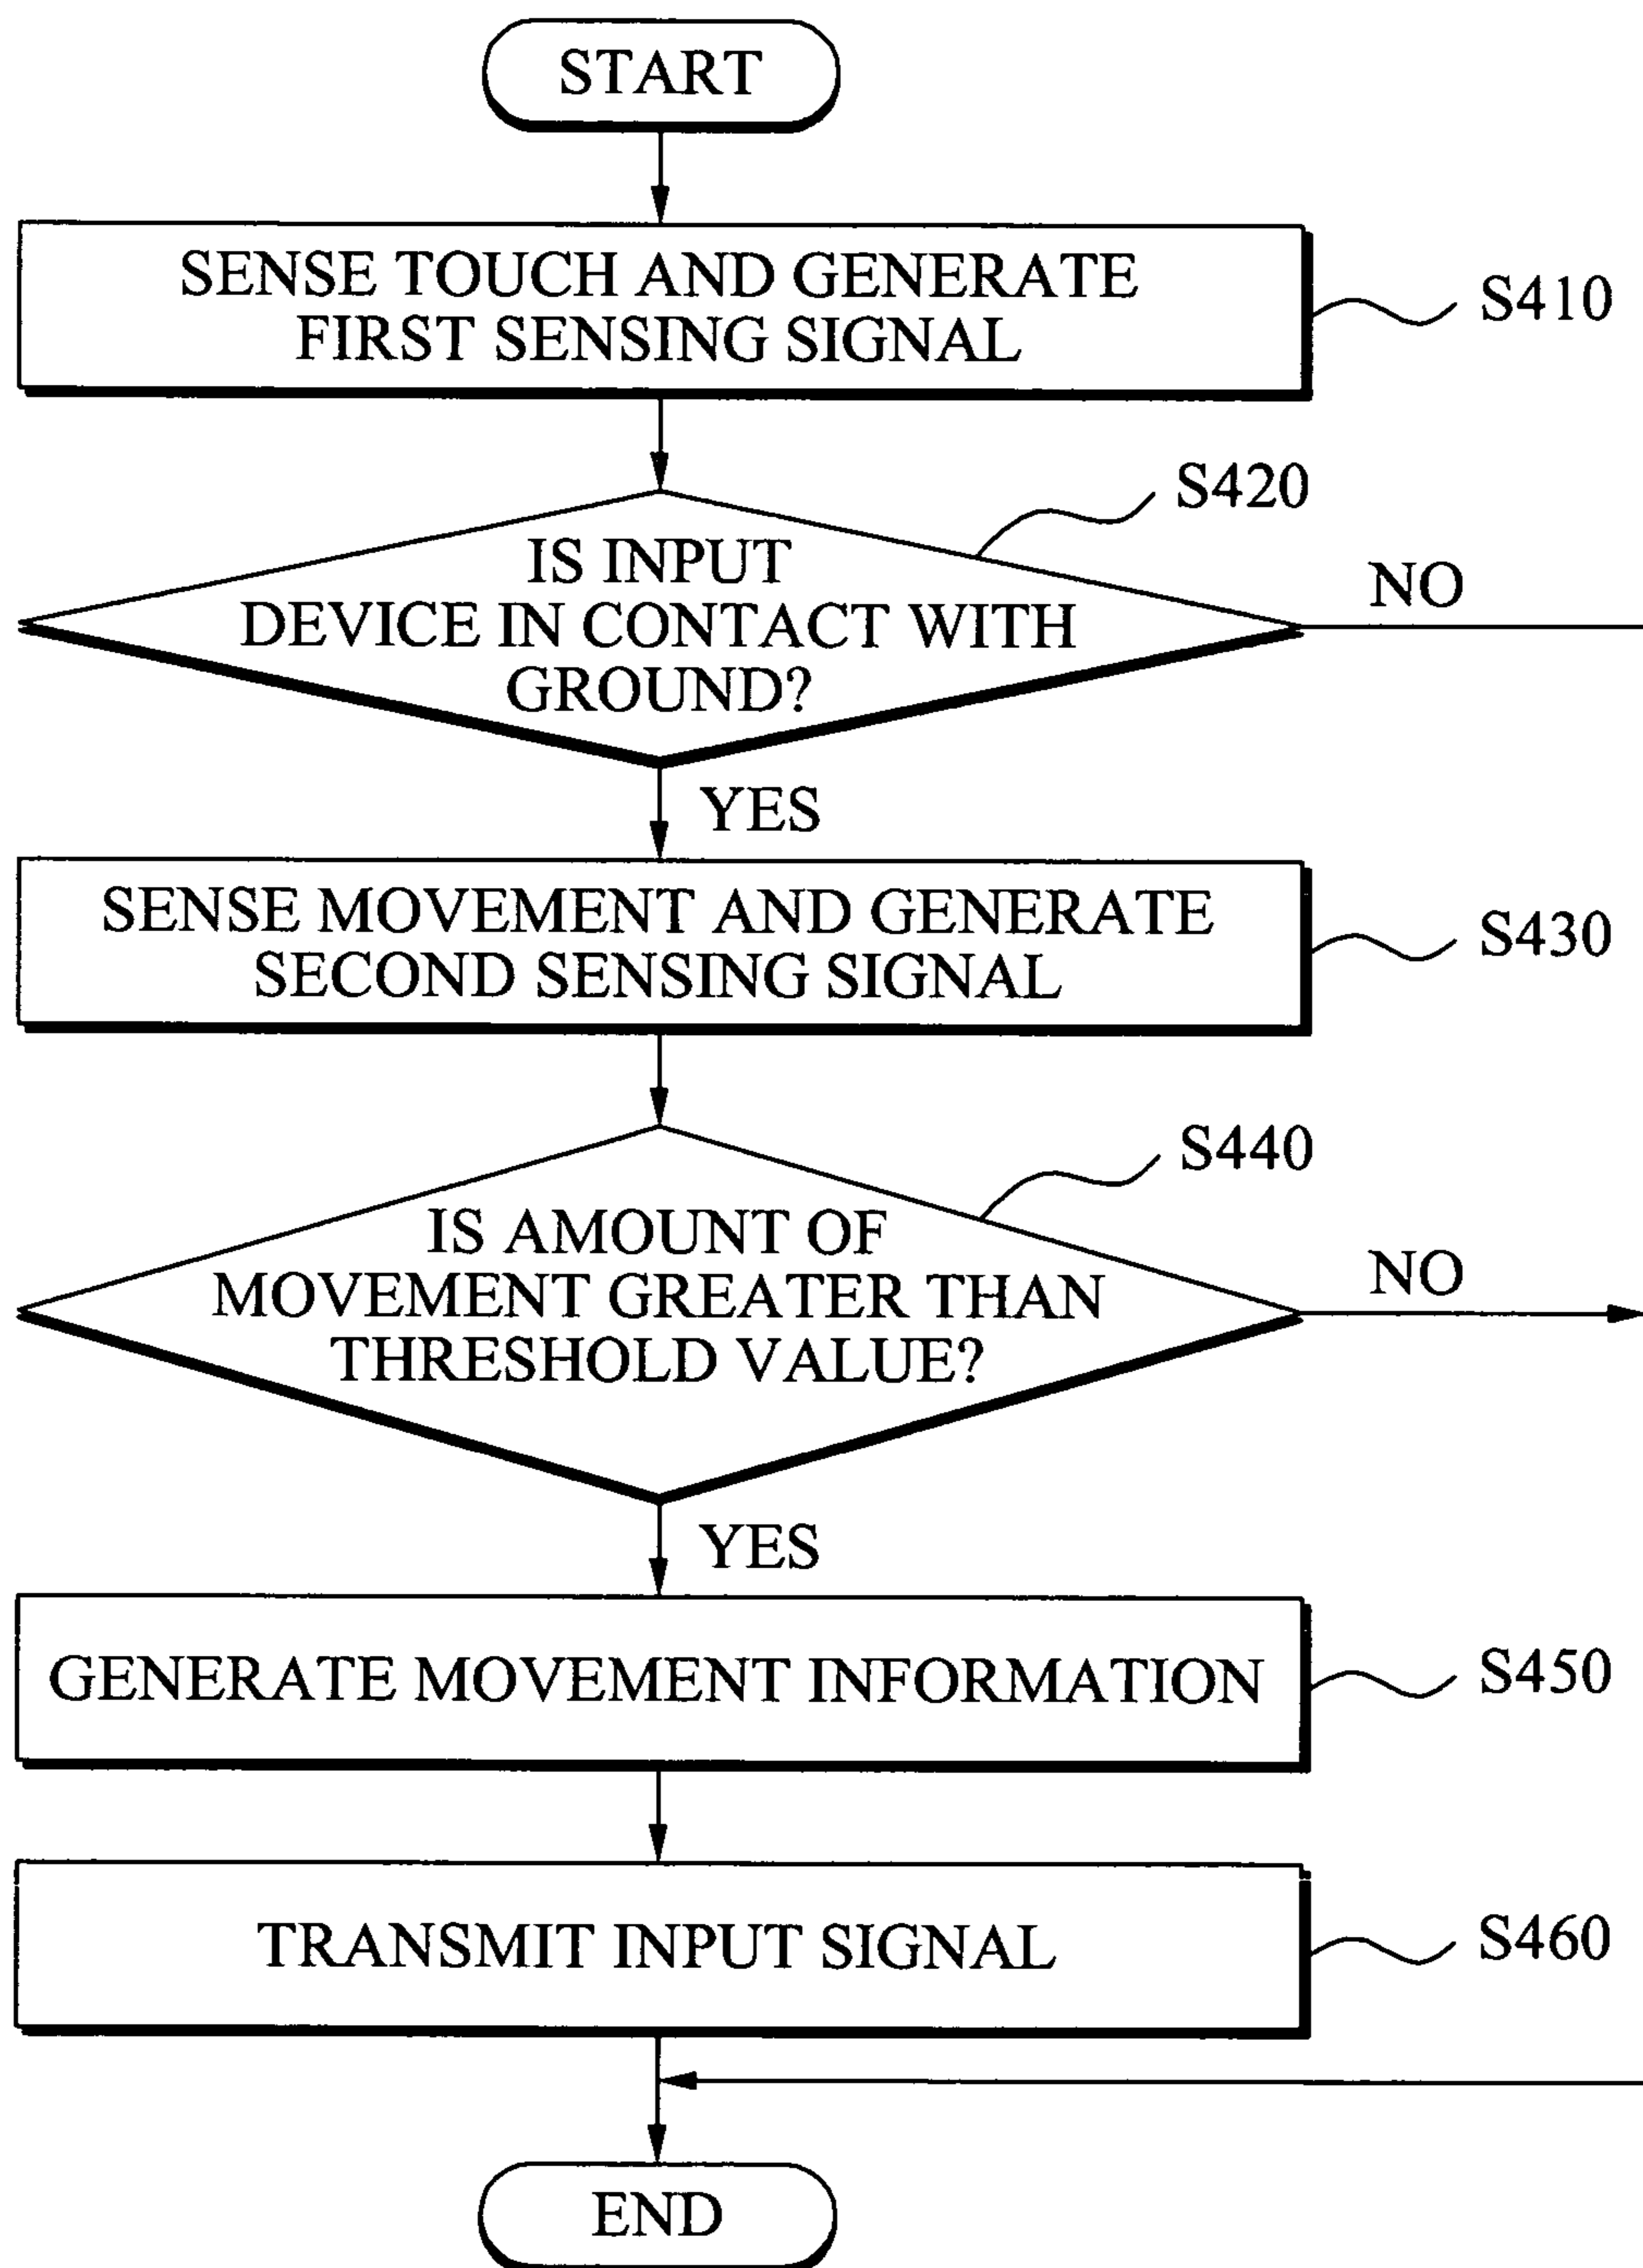 START
SENSE TOUCH AND GENERATE
FIRST SENSING SIGNAL
S410
S420
IS INPUT
DEVICE IN CONTACT WITH
GROUND?
NO
YES
SENSE MOVEMENT AND GENERATE
SECOND SENSING SIGNAL
S430
S440
IS AMOUNT OF
MOVEMENT GREATER THAN
THRESHOLD VALUE?
NO
YES
GENERATE MOVEMENT INFORMATION
S450
TRANSMIT INPUT SIGNAL
S460
END